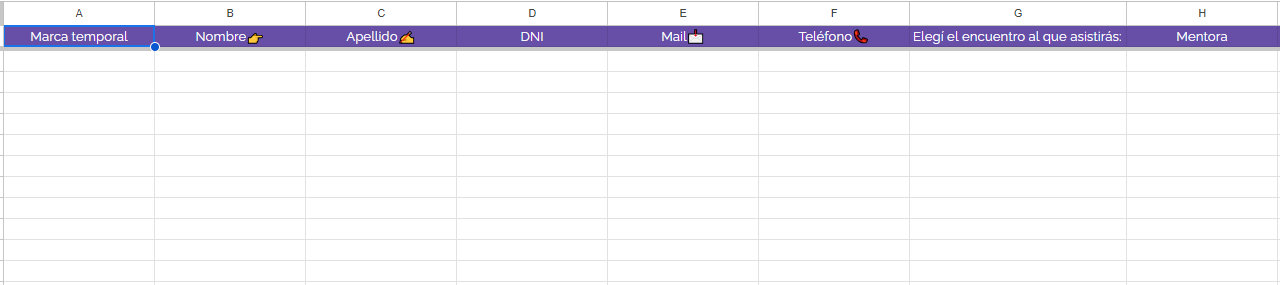 A B C D E F G H
Marca temporal Nombre👉 Apellido✍ DNI Mail📩 Teléfono📞 Elegí el encuentro al que asistirás: Mentora